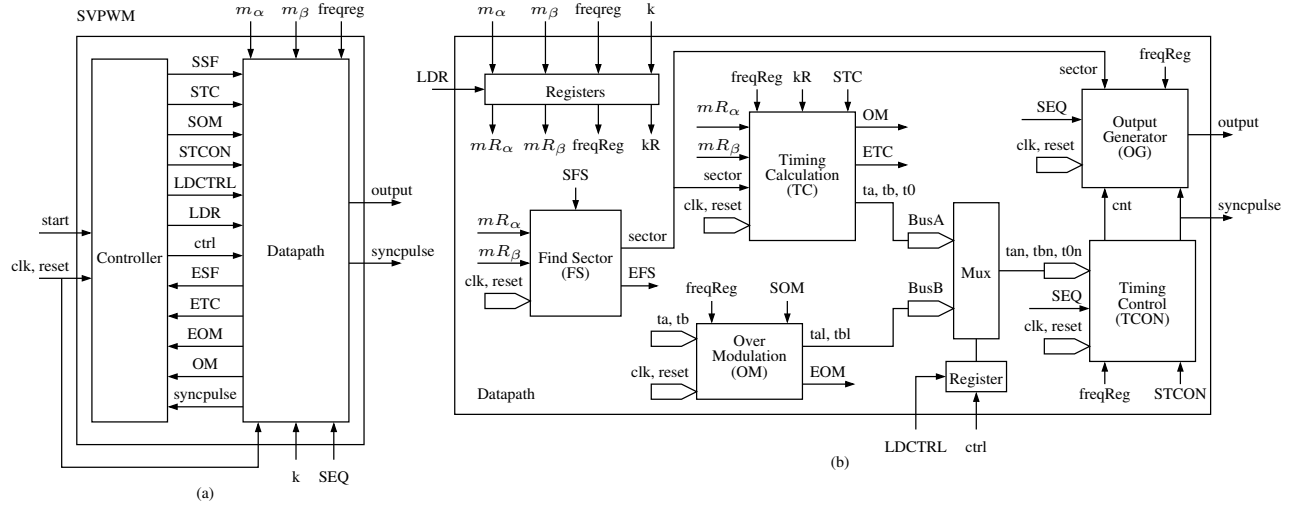 SVPWM
mα
mβ
freqreg
Controller
Datapath
SSF
STC
SOM
STCON
LDCTRL
LDR
ctrl
ESF
ETC
EOM
OM
syncpulse
start
clk, reset
output
syncpulse
k
SEQ
(a)
mα
mβ
freqreg
k
LDR
Registers
mRα
mRβ
freqReg
kR
SFS
mRα
mRβ
clk, reset
Find Sector
(FS)
sector
EFS
freqReg
kR
STC
mRα
mRβ
sector
clk, reset
Timing
Calculation
(TC)
OM
ETC
ta, tb, t0
freqReg
SOM
ta, tb
clk, reset
Over
Modulation
(OM)
tal, tbl
EOM
BusA
BusB
Mux
Register
LDCTRL
ctrl
tan, tbn, t0n
SEQ
clk, reset
Timing
Control
(TCON)
freqReg
STCON
cnt
syncpulse
sector
freqReg
SEQ
clk, reset
Output
Generator
(OG)
output
Datapath
(b)